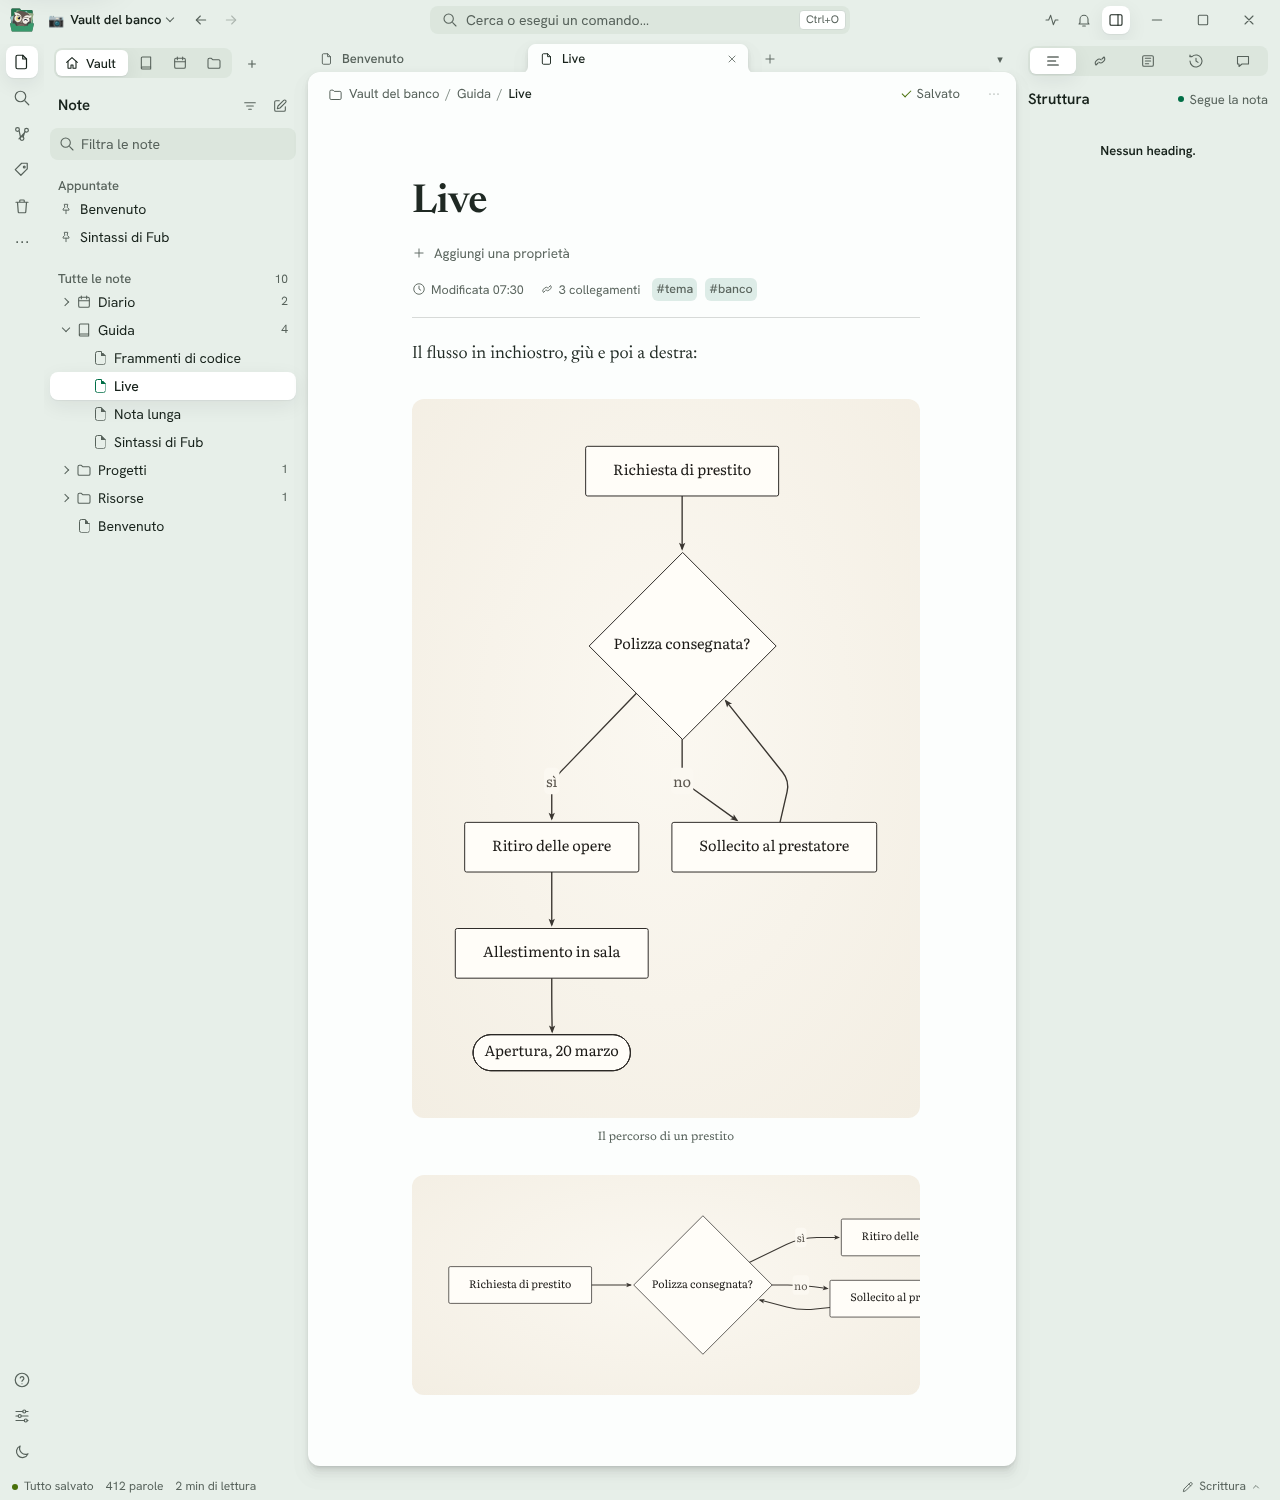 Vault del banco
Cerca o esegui un comando...
Ctrl+O
Vault
Note
Filtra le note
Appuntate
Benvenuto
Sintassi di Fub
Tutte le note 10
Diario 2
Guida 4
Frammenti di codice
Live
Nota lunga
Sintassi di Fub
Progetti 1
Risorse 1
Benvenuto
Benvenuto
Live
Vault del banco / Guida / Live
Salvato
Live
Aggiungi una proprietà
Modificata 07:30 3 collegamenti #tema #banco
Il flusso in inchiostro, giù e poi a destra:
Richiesta di prestito
Polizza consegnata?
sì
no
Ritiro delle opere
Sollecito al prestatore
Allestimento in sala
Apertura, 20 marzo
Il percorso di un prestito
Richiesta di prestito
Polizza consegnata?
sì
no
Ritiro delle
Sollecito al pr
Struttura
Segue la nota
Nessun heading.
Tutto salvato 412 parole 2 min di lettura
Scrittura